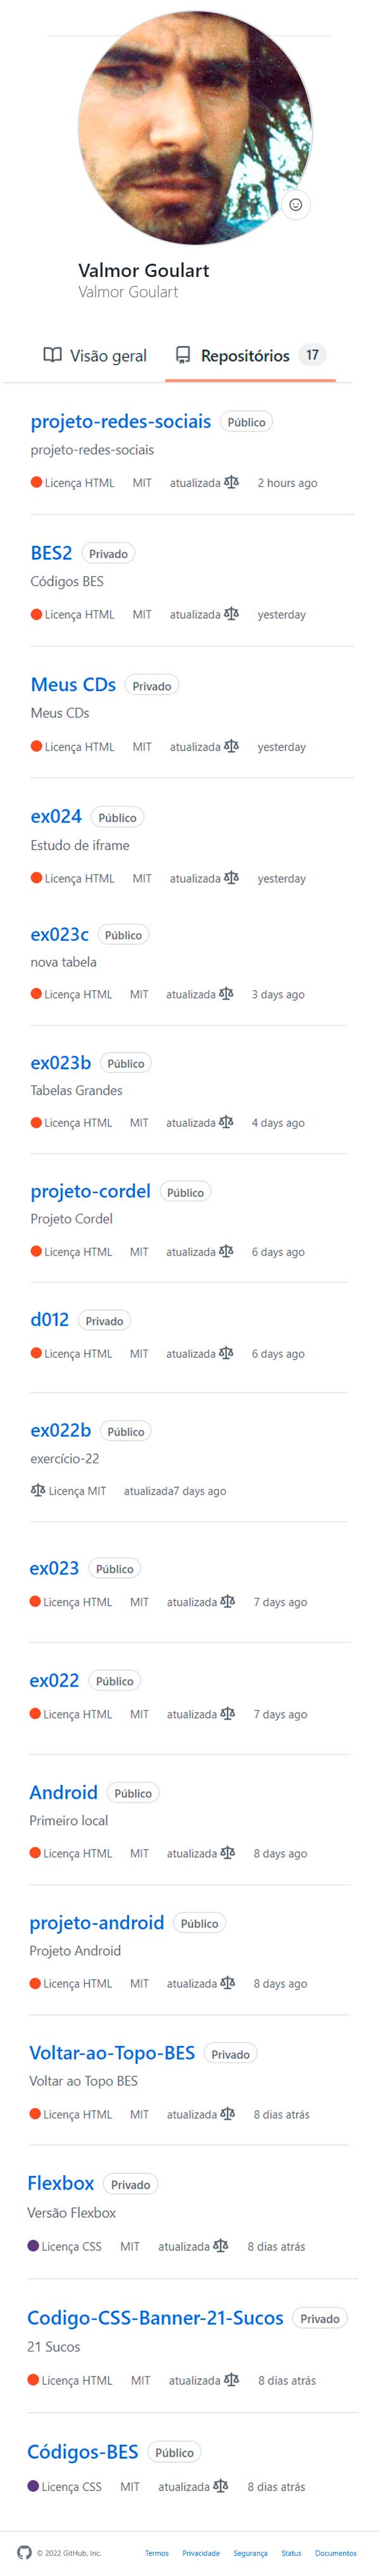 Valmor Goulart
Valmor Goulart
Visão geral Repositórios 17
projeto-redes-sociais Público
projeto-redes-sociais
Licença HTML MIT atualizada 2 hours ago
BES2 Privado
Códigos BES
Licença HTML MIT atualizada yesterday
Meus CDs Privado
Meus CDs
Licença HTML MIT atualizada yesterday
ex024 Público
Estudo de iframe
Licença HTML MIT atualizada yesterday
ex023c Público
nova tabela
Licença HTML MIT atualizada 3 days ago
ex023b Público
Tabelas Grandes
Licença HTML MIT atualizada 4 days ago
projeto-cordel Público
Projeto Cordel
Licença HTML MIT atualizada 6 days ago
d012 Privado
Licença HTML MIT atualizada 6 days ago
ex022b Público
exercício-22
Licença MIT atualizada7 days ago
ex023 Público
Licença HTML MIT atualizada 7 days ago
ex022 Público
Licença HTML MIT atualizada 7 days ago
Android Público
Primeiro local
Licença HTML MIT atualizada 8 days ago
projeto-android Público
Projeto Android
Licença HTML MIT atualizada 8 days ago
Voltar-ao-Topo-BES Privado
Voltar ao Topo BES
Licença HTML MIT atualizada 8 dias atrás
Flexbox Privado
Versão Flexbox
Licença CSS MIT atualizada 8 dias atrás
Codigo-CSS-Banner-21-Sucos Privado
21 Sucos
Licença HTML MIT atualizada 8 dias atrás
Códigos-BES Público
Licença CSS MIT atualizada 8 dias atrás
© 2022 GitHub, Inc. Termos Privacidade Segurança Status Documentos